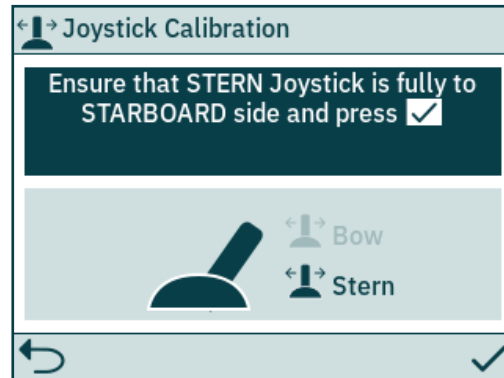 Joystick Calibration
Ensure that STERN Joystick is fully to
STARBOARD side and press
Bow
Stern